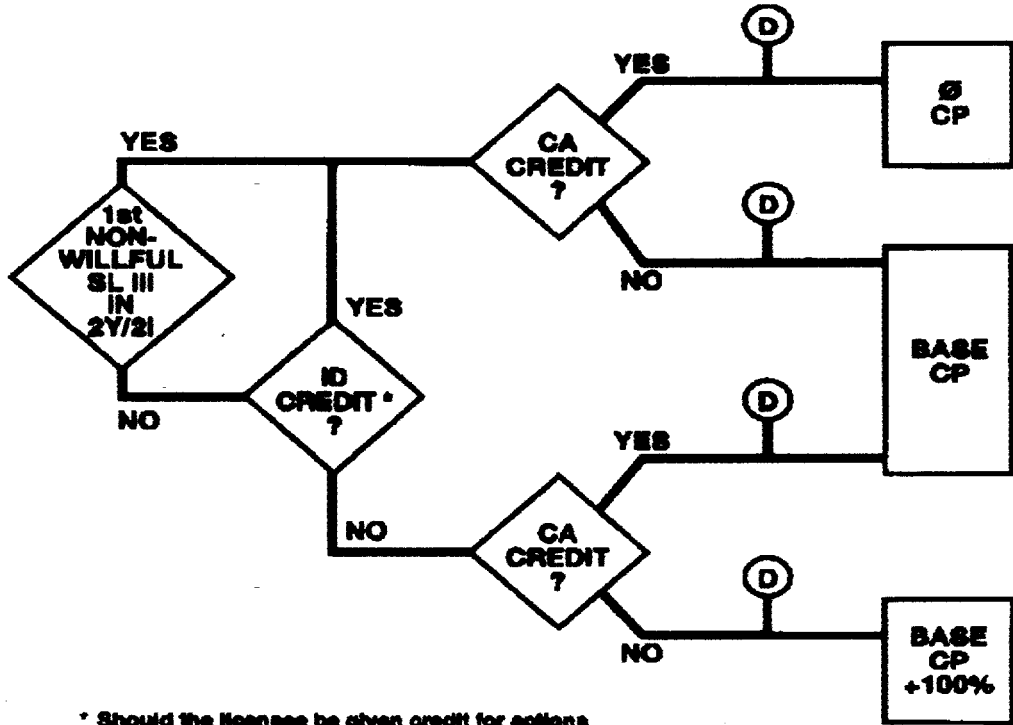 YES
1st
NON-
WILLFUL
SL III
IN
2Y/2I
NO
YES
ID
CREDIT *
?
NO
CA
CREDIT
?
YES
D
Ø
CP
NO
D
BASE
CP
CA
CREDIT
?
YES
D
NO
D
BASE
CP
+100%
* Should the licensee be given credit for actions